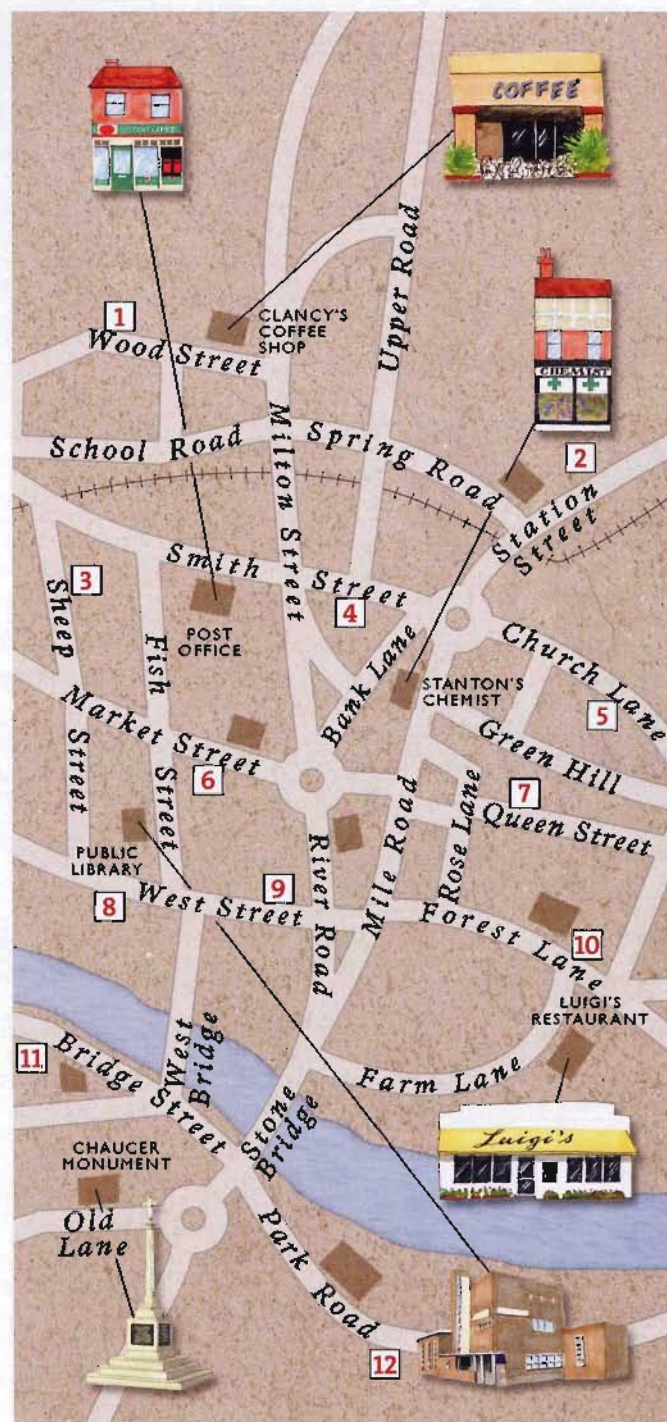 COFFEE
1
CLANCY'S
COFFEE
SHOP
Wood Street
Upper Road
CHEMIST
2
School Road
Spring Road
Milton Street
Station
Street
3
Sheep
Street
Smith Street
4
POST
OFFICE
Fish
Street
Bank Lane
STANTON'S
CHEMIST
Church Lane
5
Market Street
6
Green Hill
7
Queen Street
Rose Lane
Mile Road
River Road
PUBLIC
LIBRARY
8
West Street
9
Forest Lane
10
LUIGI'S
RESTAURANT
11
Bridge Street
West
Bridge
Stone
Bridge
Farm Lane
Luigi's
CHAUCER
MONUMENT
Old
Lane
Park Road
12